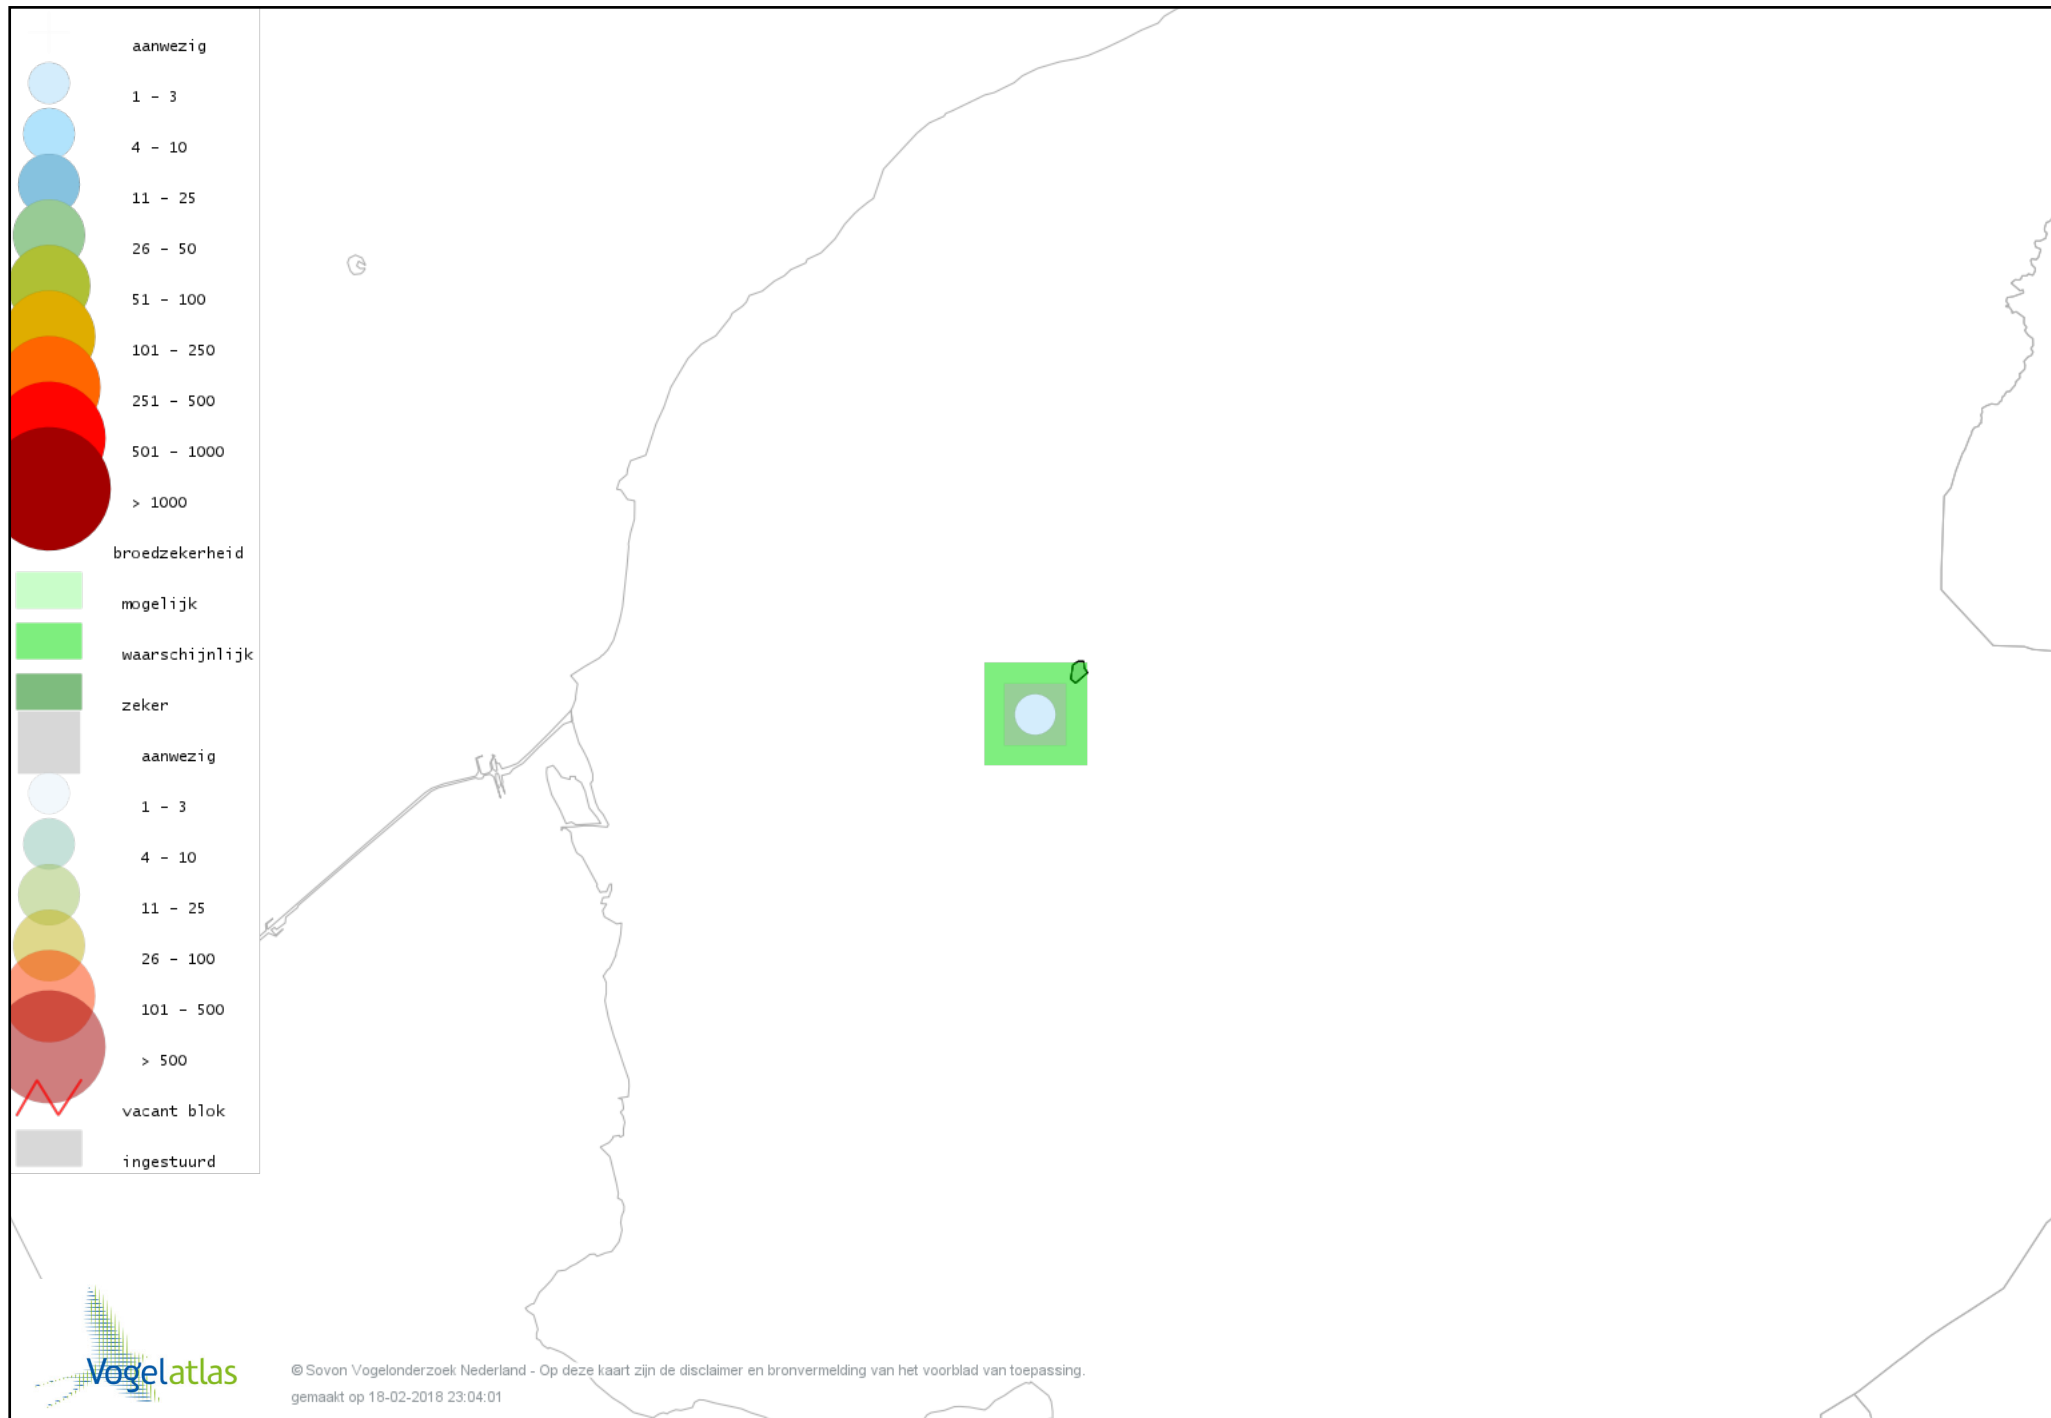 aanwezig
1 - 3
4 - 10
11 - 25
26 - 50
51 - 100
101 - 250
251 - 500
501 - 1000
> 1000
broedzekerheid
mogelijk
waarschijnlijk
zeker
aanwezig
1 - 3
4 - 10
11 - 25
26 - 100
101 - 500
> 500
vacant blok
ingestuurd
Vogelatlas
© Sovon Vogelonderzoek Nederland - Op deze kaart zijn de disclaimer en bronvermelding van het voorblad van toepassing.
gemaakt op 18-02-2018 23:04:01